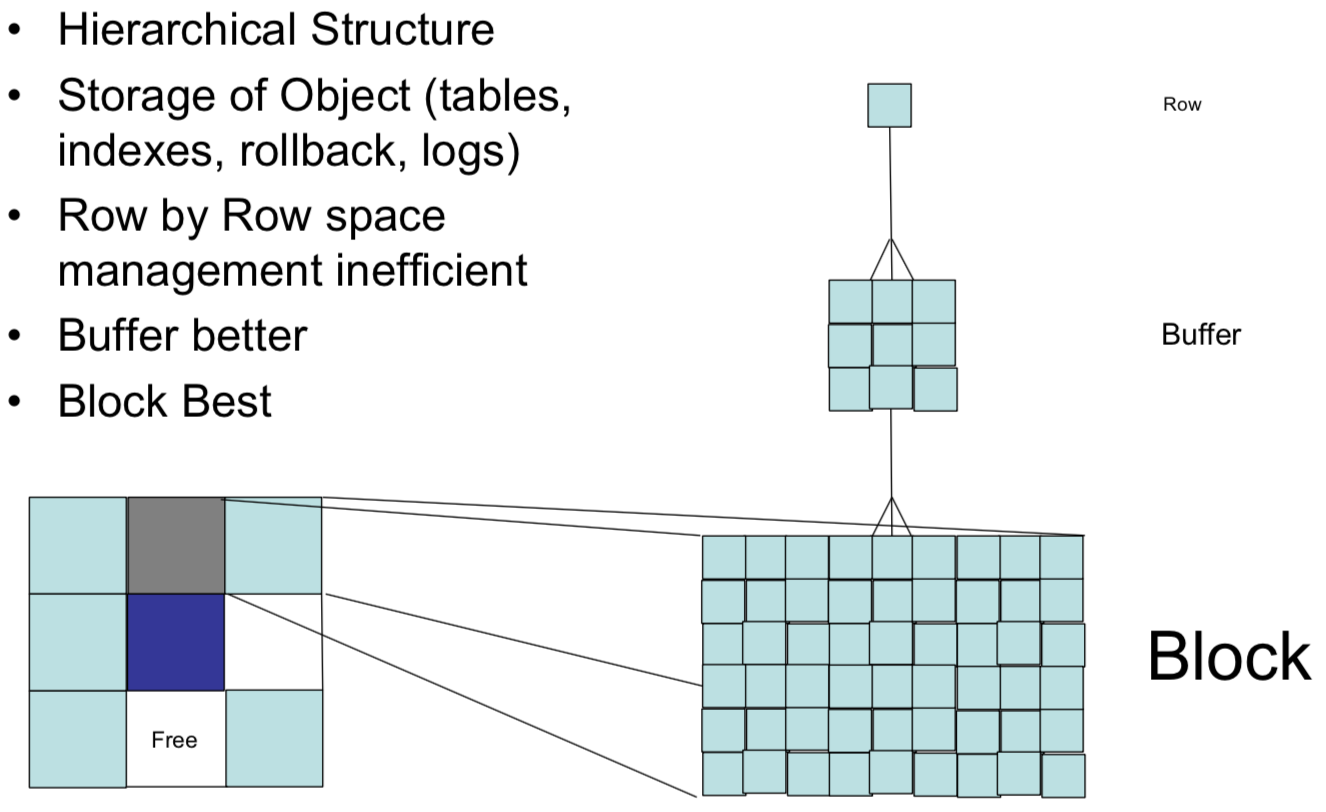 • Hierarchical Structure
• Storage of Object (tables,
indexes, rollback, logs)
• Row by Row space
management inefficient
• Buffer better
• Block Best
Row
Buffer
Block
Free